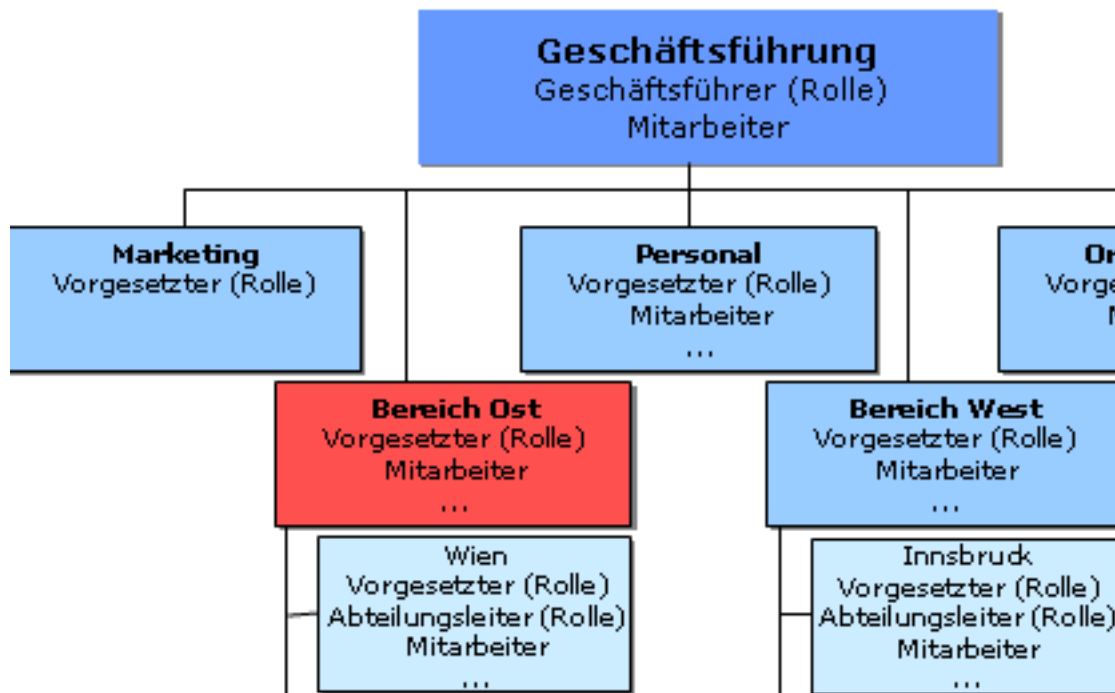 Geschäftsführung
Geschäftsführer (Rolle)
Mitarbeiter
Marketing
Vorgesetzter (Rolle)
Personal
Vorgesetzter (Rolle)
Mitarbeiter
...
Bereich Ost
Vorgesetzter (Rolle)
Mitarbeiter
...
Bereich West
Vorgesetzter (Rolle)
Mitarbeiter
...
Wien
Vorgesetzter (Rolle)
Abteilungsleiter (Rolle)
Mitarbeiter
...
Innsbruck
Vorgesetzter (Rolle)
Abteilungsleiter (Rolle)
Mitarbeiter
...